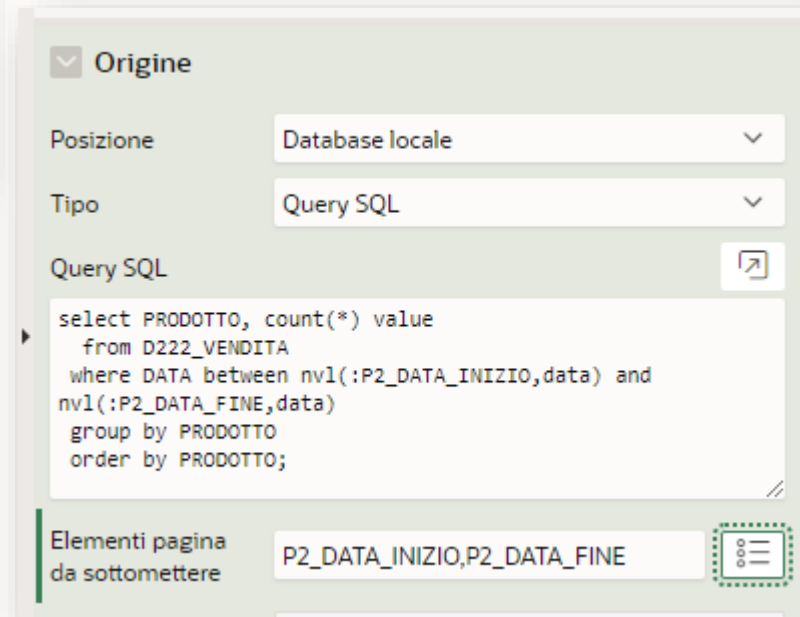 Origine
Posizione Database locale
Tipo Query SQL
Query SQL
select PRODOTTO, count(*) value
from D222_VENDITA
where DATA between nvl(:P2_DATA_INIZIO,data) and
nvl(:P2_DATA_FINE,data)
group by PRODOTTO
order by PRODOTTO;
Elementi pagina
da sottomettere
P2_DATA_INIZIO,P2_DATA_FINE